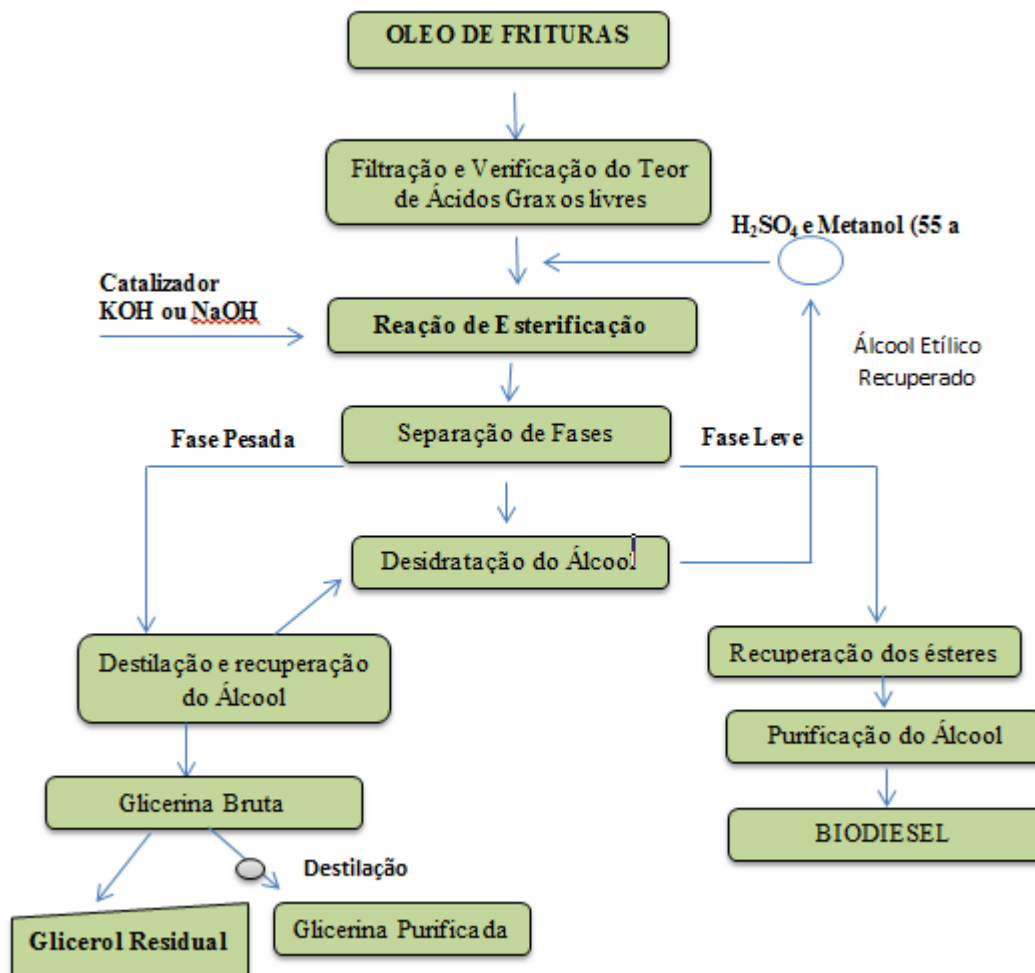 OLEO DE FRITURAS
Filtração e Verificação do Teor
de Ácidos Graxos livres
H₂SO₄ e Metanol (55 a
Catalizador
KOH ou NaOH
Reação de Esterificação
Álcool Etílico
Recuperado
Separação de Fases
Fase Pesada
Fase Leve
Desidratação do Álcool
Destilação e recuperação
do Álcool
Recuperação dos ésteres
Purificação do Álcool
Glicerina Bruta
BIODIESEL
Destilação
Glicerol Residual
Glicerina Purificada